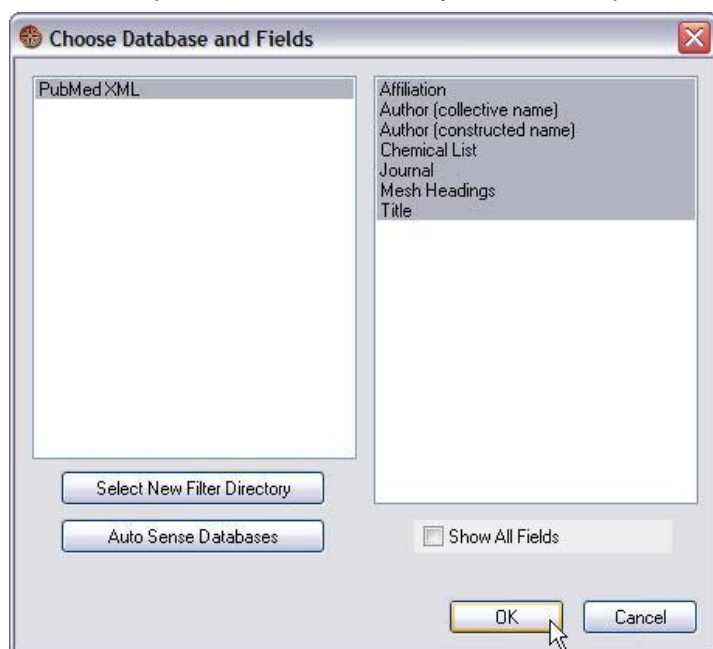 Choose Database and Fields
PubMed XML
Affiliation
Author (collective name)
Author (constructed name)
Chemical List
Journal
Mesh Headings
Title
Select New Filter Directory
Auto Sense Databases
Show All Fields
OK
Cancel